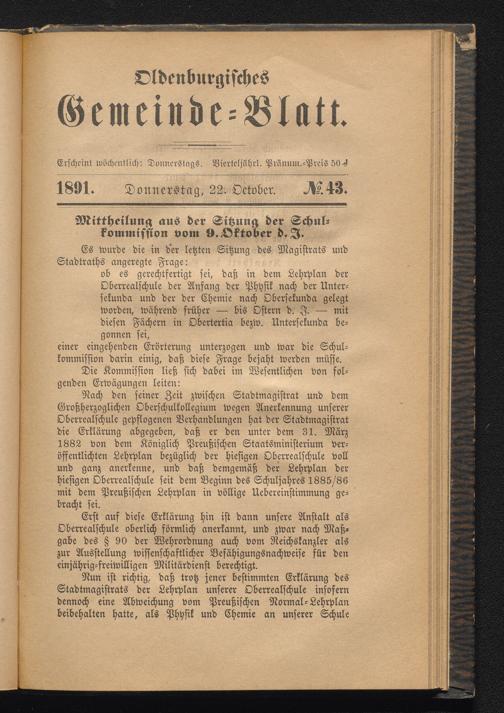 Oldenburgisches
Gemeinde=Blatt.
Erscheint wöchentlich: Donnerstags. Vierteljährl. Pränum.=Preis 50 ₰
1891. Donnerstag, 22. October. № 43.
Mittheilung aus der Sitzung der Schul=
kommission vom 9. Oktober d. J.
Es wurde die in der letzten Sitzung des Magistrats und
Stadtraths angeregte Frage:
ob es gerechtfertigt sei, daß in dem Lehrplan der
Oberrealschule der Anfang der Physik nach der Unter=
sekunda und der der Chemie nach Obersekunda gelegt
worden, während früher — bis Ostern d. J. — mit
diesen Fächern in Obertertia bezw. Untersekunda be=
gonnen sei,
einer eingehenden Erörterung unterzogen und war die Schul=
kommission darin einig, daß diese Frage bejaht werden müsse.
Die Kommission ließ sich dabei im Wesentlichen von fol=
genden Erwägungen leiten:
Nach den seiner Zeit zwischen Stadtmagistrat und dem
Großherzoglichen Oberschulkollegium wegen Anerkennung unserer
Oberrealschule gepflogenen Verhandlungen hat der Stadtmagistrat
die Erklärung abgegeben, daß er den unter dem 31. März
1882 von dem Königlich Preußischen Staatsministerium ver=
öffentlichten Lehrplan bezüglich der hiesigen Oberrealschule voll
und ganz anerkenne, und daß demgemäß der Lehrplan der
hiesigen Oberrealschule seit dem Beginn des Schuljahres 1885/86
mit dem Preußischen Lehrplan in völlige Uebereinstimmung ge=
bracht sei.
Erst auf diese Erklärung hin ist dann unsere Anstalt als
Oberrealschule oberlich förmlich anerkannt, und zwar nach Maß=
gabe des § 90 der Wehrordnung auch vom Reichskanzler als
zur Ausstellung wissenschaftlicher Befähigungsnachweise für den
einjährig=freiwilligen Militärdienst berechtigt.
Nun ist richtig, daß trotz jener bestimmten Erklärung des
Stadtmagistrats der Lehrplan unserer Oberrealschule insofern
dennoch eine Abweichung vom Preußischen Normal=Lehrplan
beibehalten hatte, als Physik und Chemie an unserer Schule